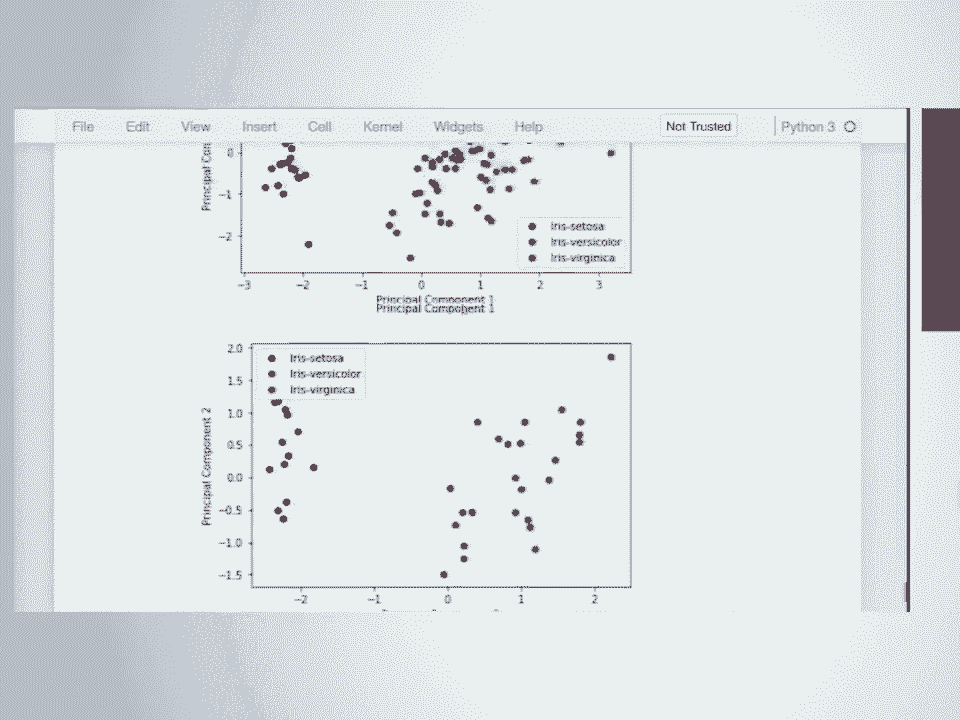 File Edit View Insert Cell Kernel Widgets Help Not Trusted Python 3
0
−1
−2
Iris-setosa
Iris-versicolor
Iris-virginica
−3 −2 −1 0 1 2 3
Principal Component 1
Principal Component 1
2.0
1.5
1.0
0.5
0.0
−0.5
−1.0
−1.5
Principal Component 2
Iris-setosa
Iris-versicolor
Iris-virginica
−2 −1 0 1 2